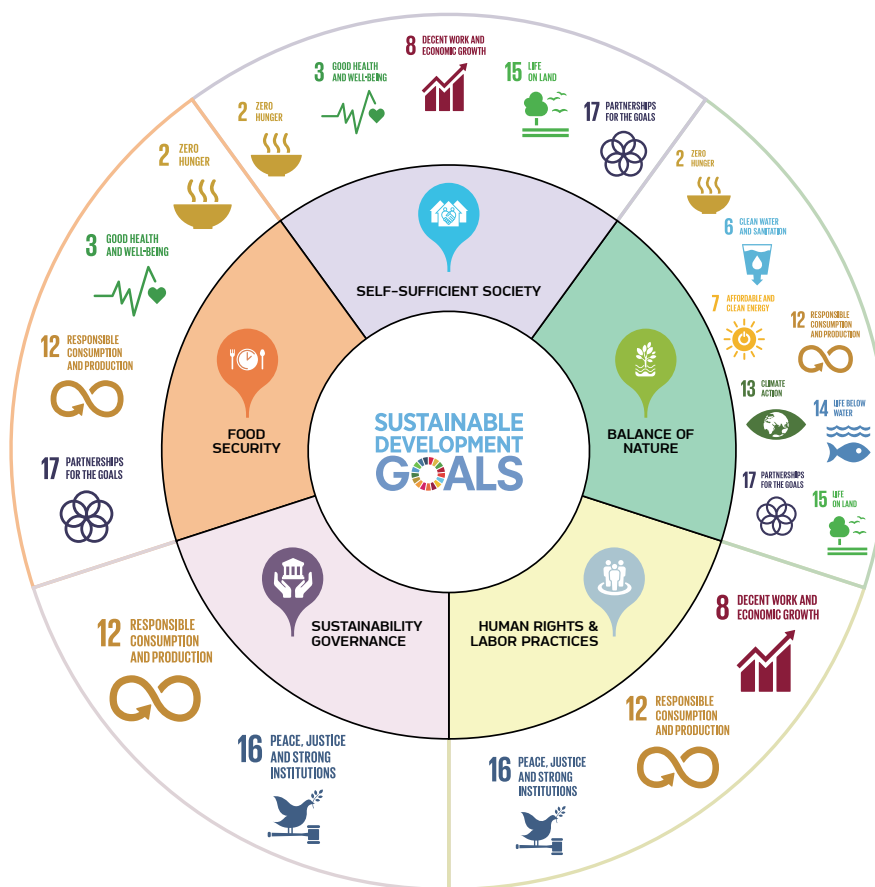 8 DECENT WORK AND
ECONOMIC GROWTH
3 GOOD HEALTH
AND WELL-BEING
15 LIFE
ON LAND
2 ZERO
HUNGER
17 PARTNERSHIPS
FOR THE GOALS
2 ZERO
HUNGER
3 GOOD HEALTH
AND WELL-BEING
12 RESPONSIBLE
CONSUMPTION
AND PRODUCTION
17 PARTNERSHIPS
FOR THE GOALS
2 ZERO
HUNGER
6 CLEAN WATER
AND SANITATION
7 AFFORDABLE AND
CLEAN ENERGY
12 RESPONSIBLE
CONSUMPTION
AND PRODUCTION
13 CLIMATE
ACTION
14 LIFE BELOW
WATER
17 PARTNERSHIPS
FOR THE GOALS
15 LIFE
ON LAND
SELF-SUFFICIENT SOCIETY
FOOD
SECURITY
BALANCE OF
NATURE
SUSTAINABLE
DEVELOPMENT
GOALS
SUSTAINABILITY
GOVERNANCE
HUMAN RIGHTS &
LABOR PRACTICES
12 RESPONSIBLE
CONSUMPTION
AND PRODUCTION
16 PEACE, JUSTICE
AND STRONG
INSTITUTIONS
8 DECENT WORK AND
ECONOMIC GROWTH
12 RESPONSIBLE
CONSUMPTION
AND PRODUCTION
16 PEACE, JUSTICE
AND STRONG
INSTITUTIONS